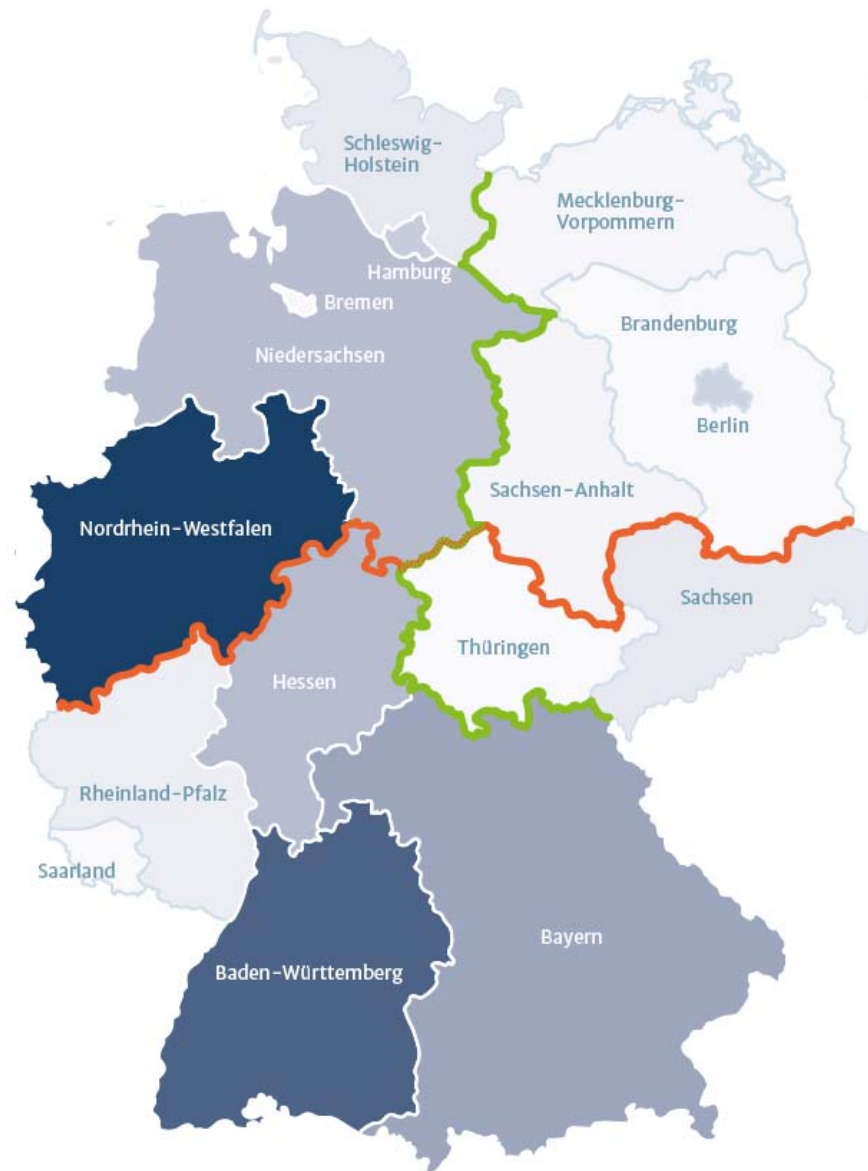 Schleswig-
Holstein
Mecklenburg-
Vorpommern
Hamburg
Bremen
Brandenburg
Niedersachsen
Berlin
Sachsen-Anhalt
Nordrhein-Westfalen
Sachsen
Thüringen
Hessen
Rheinland-Pfalz
Saarland
Bayern
Baden-Württemberg